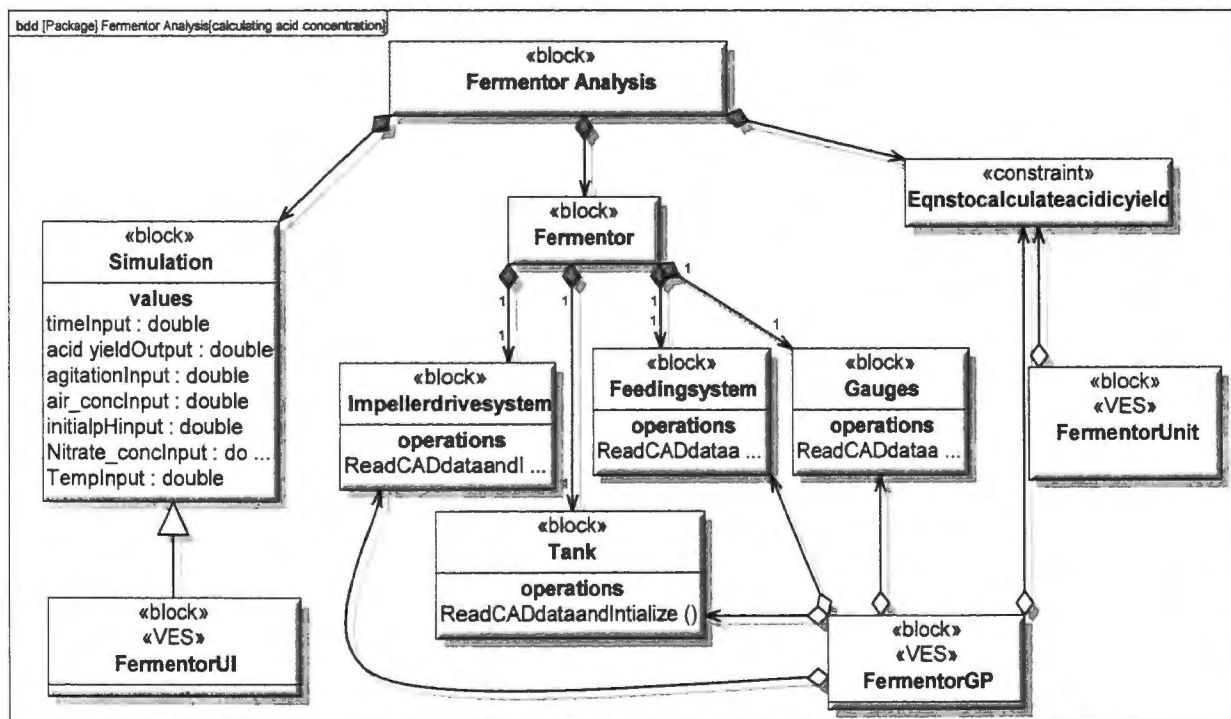 bdd [Package] Fermentor Analysis[calculating acid concentration]
«block»
Fermentor Analysis
«constraint»
Eqnstocalculateacidicyield
«block»
Fermentor
«block»
Simulation
values
timeInput : double
acid yieldOutput : double
agitationInput : double
air_concInput : double
initialpHinput : double
Nitrate_concInput : do ...
TempInput : double
1
1
1
1
1
1
1
1
«block»
Impellerdrivesystem
operations
ReadCADdataandI ...
«block»
Feedingsystem
operations
ReadCADdataa ...
«block»
Gauges
operations
ReadCADdataa ...
«block»
«VES»
FermentorUnit
«block»
Tank
operations
ReadCADdataandIntialize ()
«block»
«VES»
FermentorUI
«block»
«VES»
FermentorGP